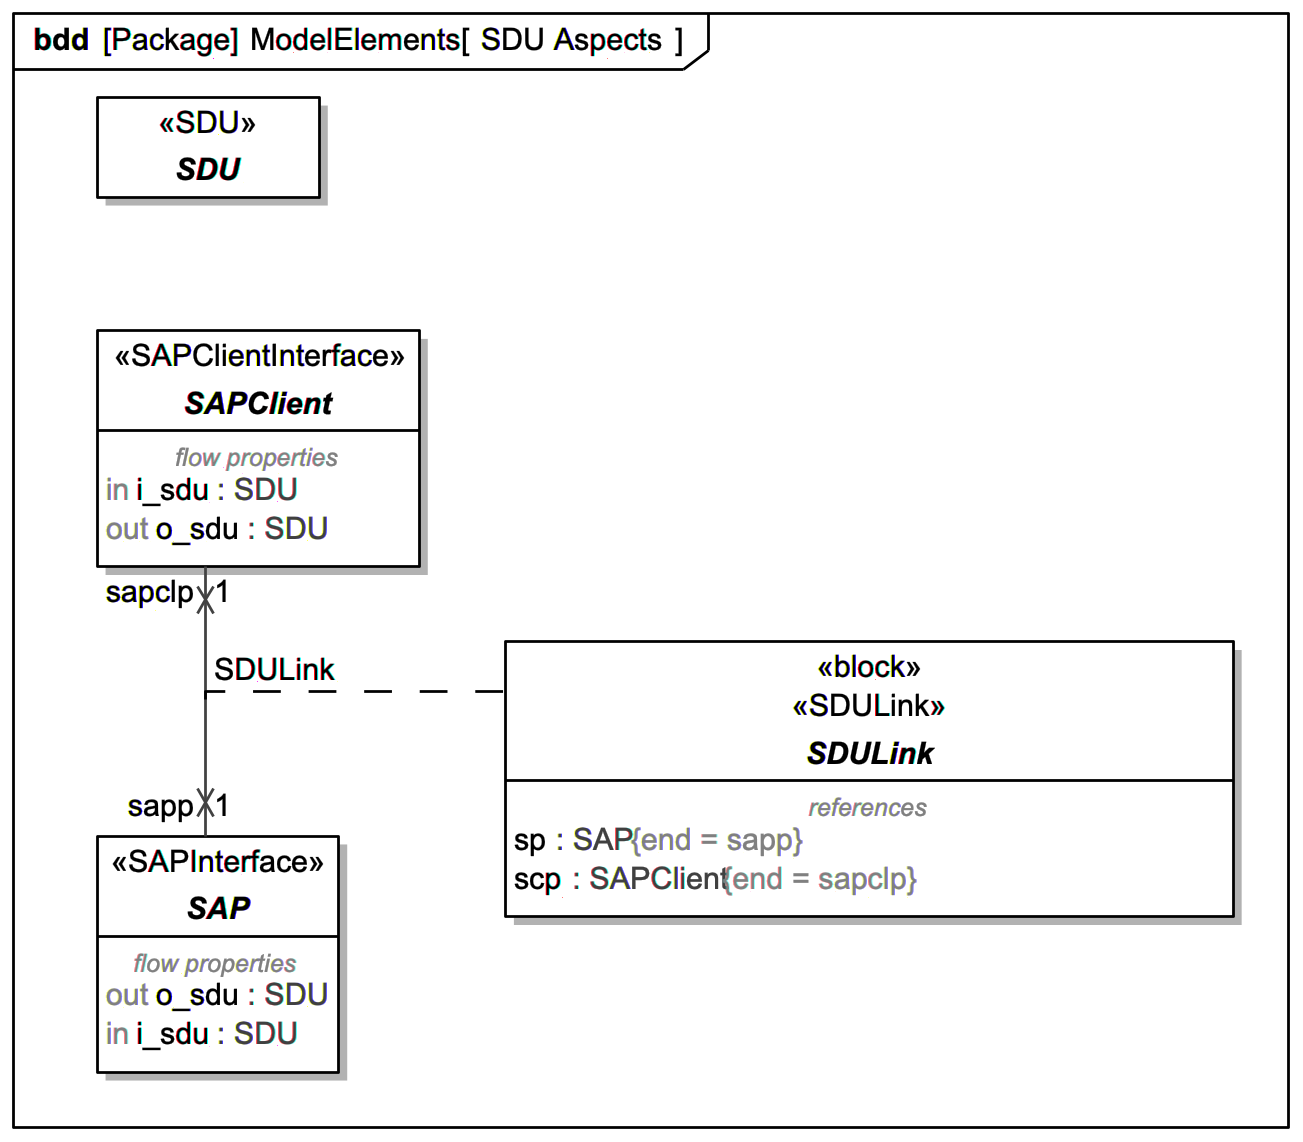 bdd [Package] ModelElements[ SDU Aspects ]
«SDU»
SDU
«SAPClientInterface»
SAPClient
flow properties
in i_sdu : SDU
out o_sdu : SDU
sapclp 1
SDULink
«block»
«SDULink»
SDULink
references
sp : SAP{end = sapp}
scp : SAPClient{end = sapclp}
sapp 1
«SAPInterface»
SAP
flow properties
out o_sdu : SDU
in i_sdu : SDU